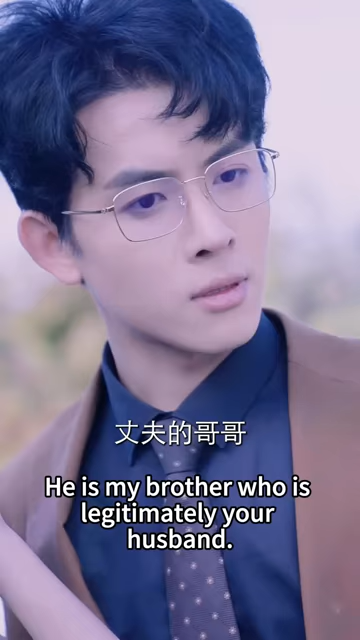 丈夫的哥哥
He is my brother who is
legitimately your
husband.